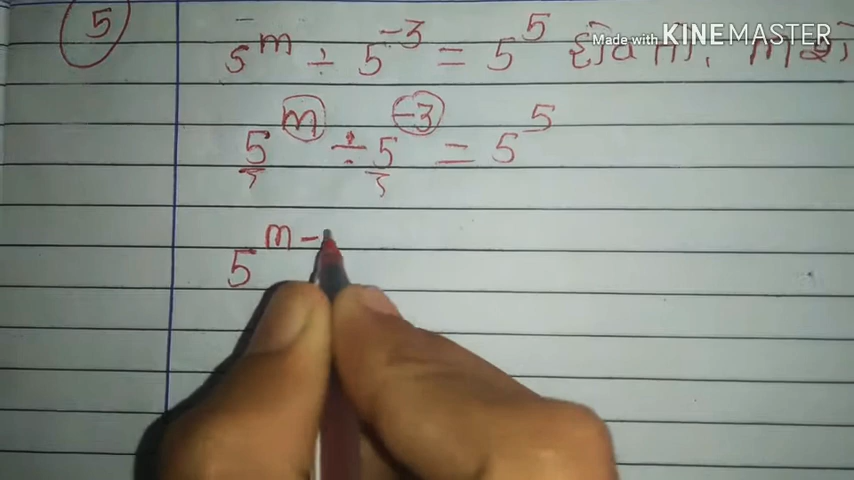 Made with KINEMASTER
5 5^m ÷ 5^-3 = 5^5
5^m ÷ 5^-3 = 5^5
5^m-